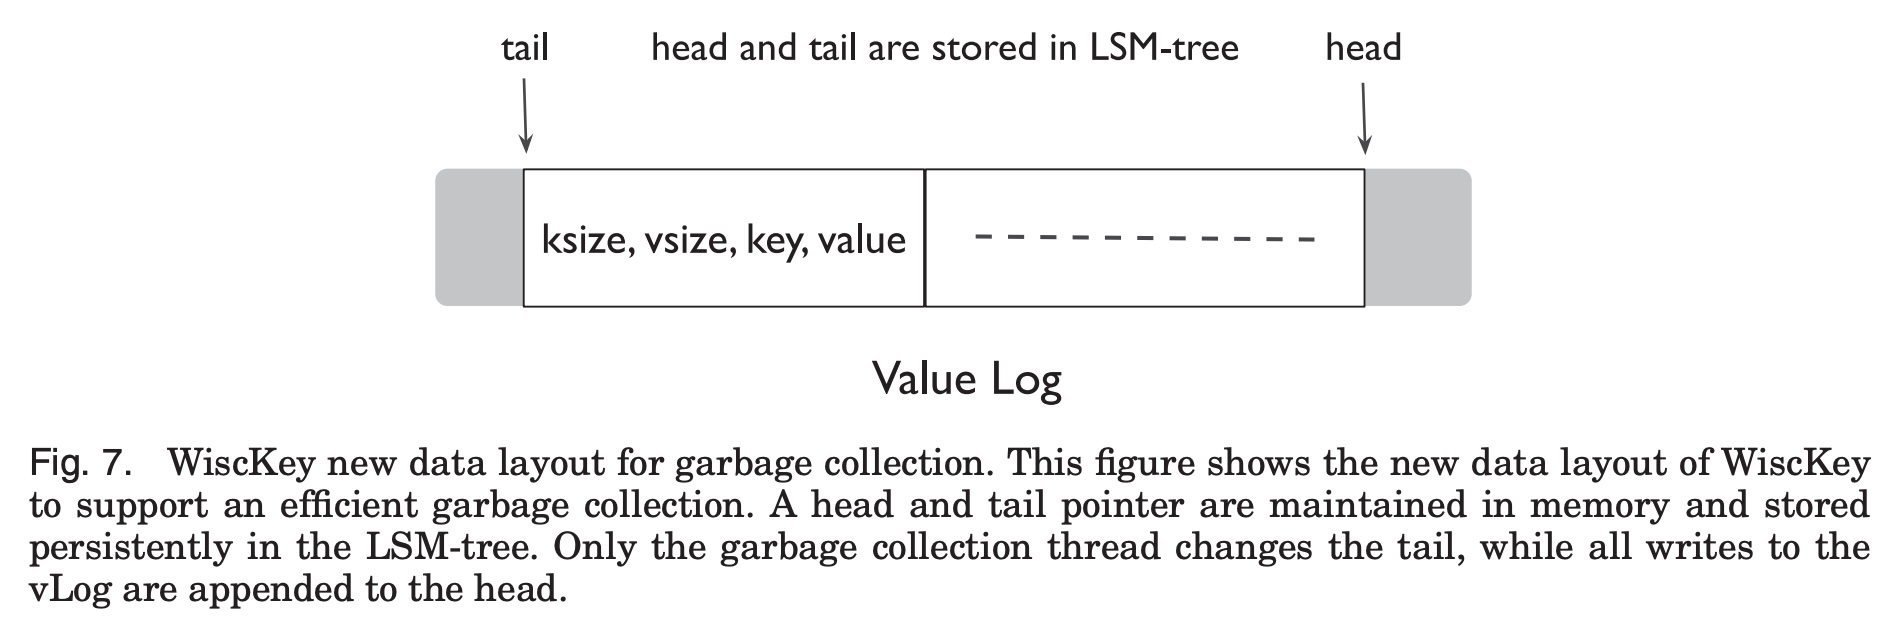 tail head and tail are stored in LSM-tree head
ksize, vsize, key, value
Value Log
Fig. 7. WiscKey new data layout for garbage collection. This figure shows the new data layout of WiscKey
to support an efficient garbage collection. A head and tail pointer are maintained in memory and stored
persistently in the LSM-tree. Only the garbage collection thread changes the tail, while all writes to the
vLog are appended to the head.